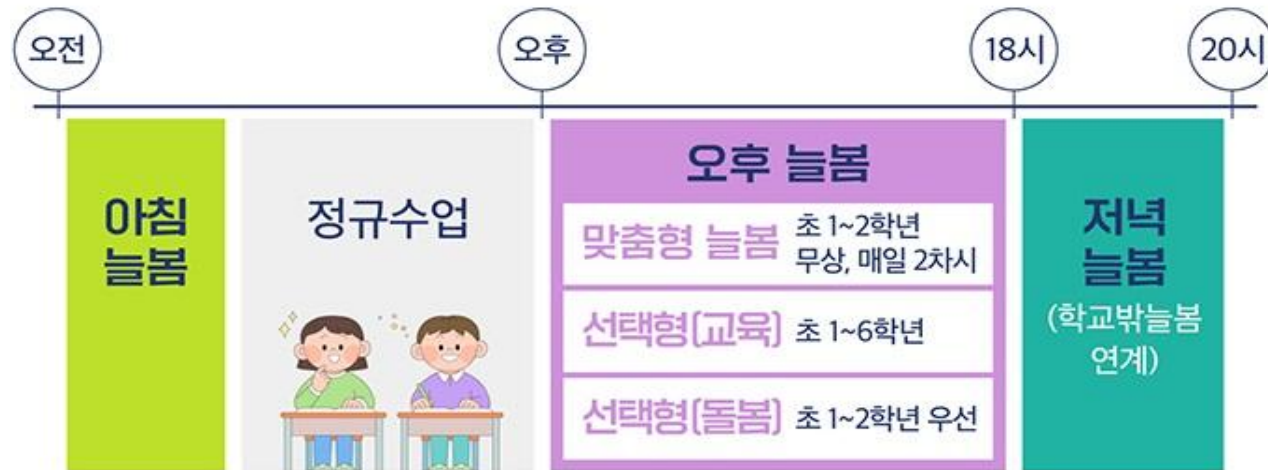 오전
오후
18시
20시
아침
늘봄
정규수업
오후 늘봄
맞춤형 늘봄
초 1~2학년
무상, 매일 2차시
선택형(교육) 초 1~6학년
선택형(돌봄) 초 1~2학년 우선
저녁
늘봄
(학교밖늘봄
연계)